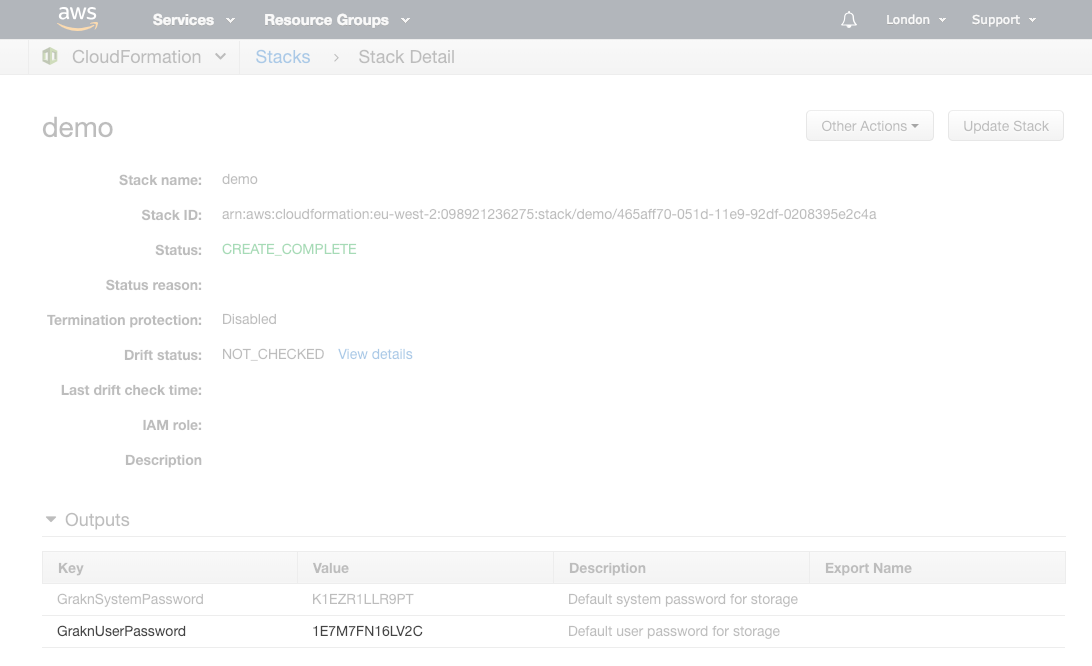 aws Services Resource Groups London Support
CloudFormation Stacks › Stack Detail
demo Other Actions Update Stack
Stack name: demo
Stack ID: arn:aws:cloudformation:eu-west-2:098921236275:stack/demo/465aff70-051d-11e9-92df-0208395e2c4a
Status: CREATE_COMPLETE
Status reason:
Termination protection: Disabled
Drift status: NOT_CHECKED View details
Last drift check time:
IAM role:
Description
Outputs
Key Value Description Export Name
GraknSystemPassword K1EZR1LLR9PT Default system password for storage
GraknUserPassword 1E7M7FN16LV2C Default user password for storage